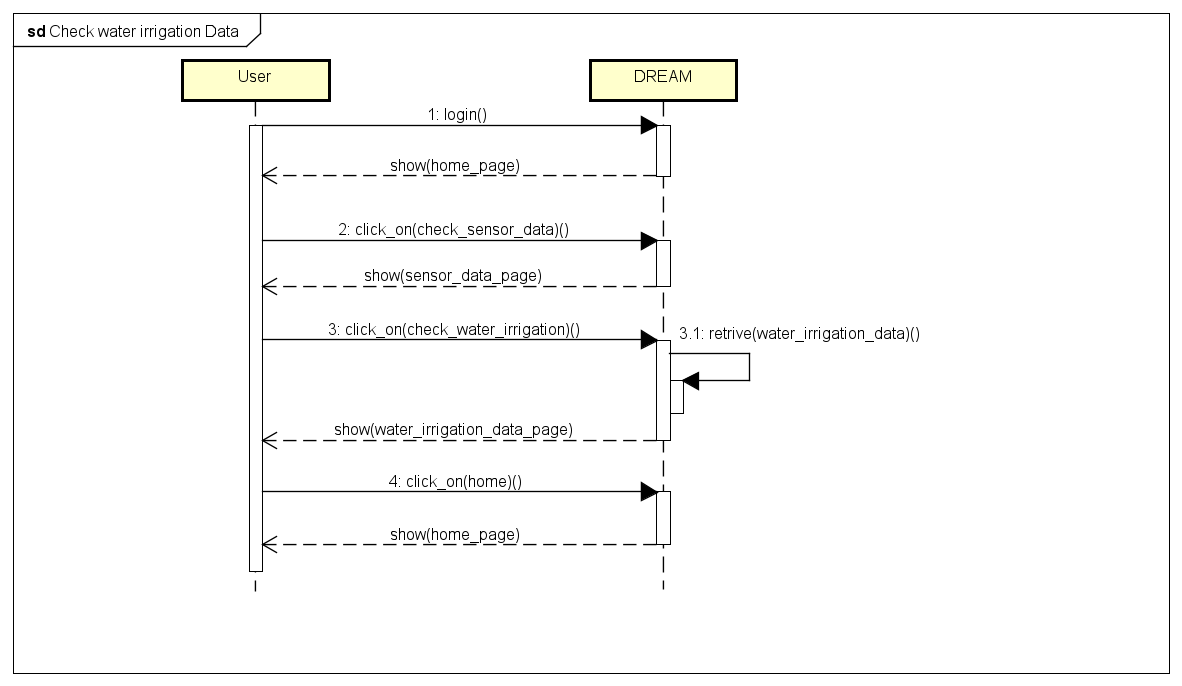 sd Check water irrigation Data
User
DREAM
1: login()
show(home_page)
2: click_on(check_sensor_data)()
show(sensor_data_page)
3: click_on(check_water_irrigation)()
3.1: retrive(water_irrigation_data)()
show(water_irrigation_data_page)
4: click_on(home)()
show(home_page)